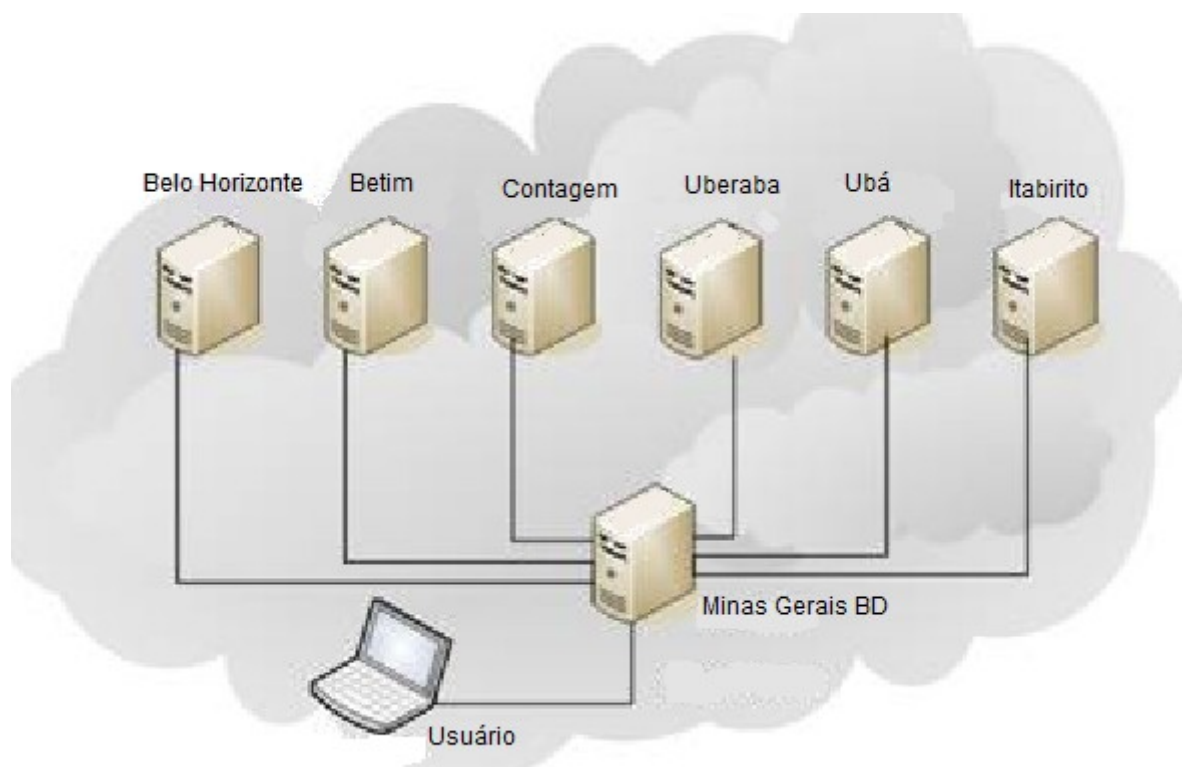 Belo Horizonte
Betim
Contagem
Uberaba
Ubá
Itabirito
Minas Gerais BD
Usuário